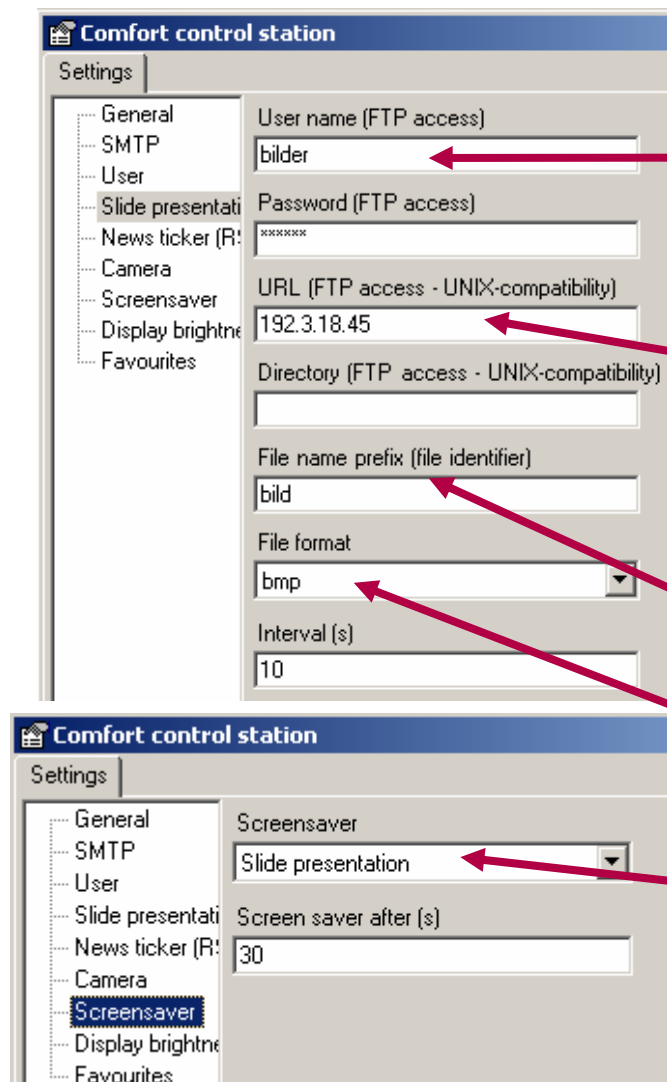 Comfort control station
Settings
General
SMTP
User
Slide presentati
News ticker (R
Camera
Screensaver
Display brightne
Favourites
User name (FTP access)
bilder
Password (FTP access)
××××××
URL (FTP access - UNIX-compatibility)
192.3.18.45
Directory (FTP access - UNIX-compatibility)
File name prefix (file identifier)
bild
File format
bmp
Interval (s)
10
Comfort control station
Settings
General
SMTP
User
Slide presentati
News ticker (R
Camera
Screensaver
Display brightne
Favourites
Screensaver
Slide presentation
Screen saver after (s)
30